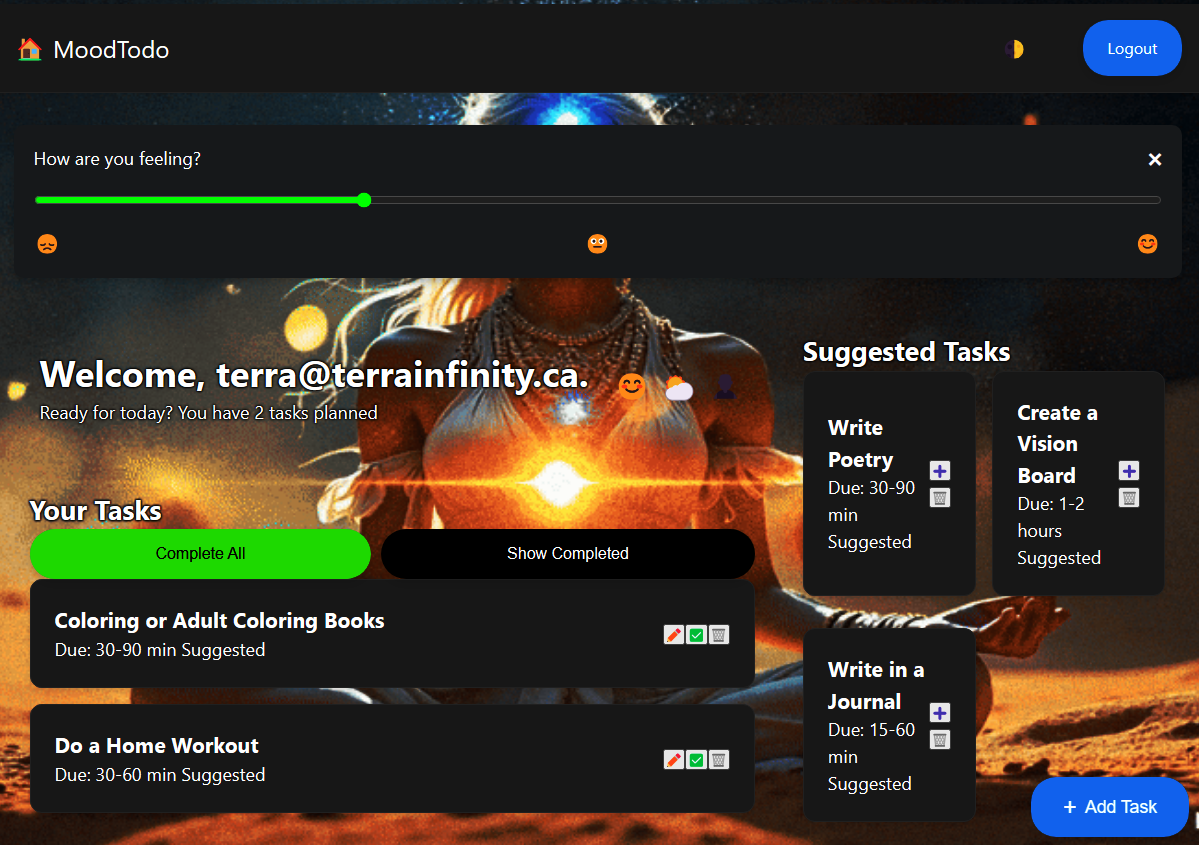 MoodTodo
Logout
How are you feeling?
×
Welcome, terra@terrainfinity.ca.
Ready for today? You have 2 tasks planned
Your Tasks
Complete All
Show Completed
Coloring or Adult Coloring Books
Due: 30-90 min Suggested
Do a Home Workout
Due: 30-60 min Suggested
Suggested Tasks
Write
Poetry
Due: 30-90
min
Suggested
Create a
Vision
Board
Due: 1-2
hours
Suggested
Write in a
Journal
Due: 15-60
min
Suggested
+ Add Task